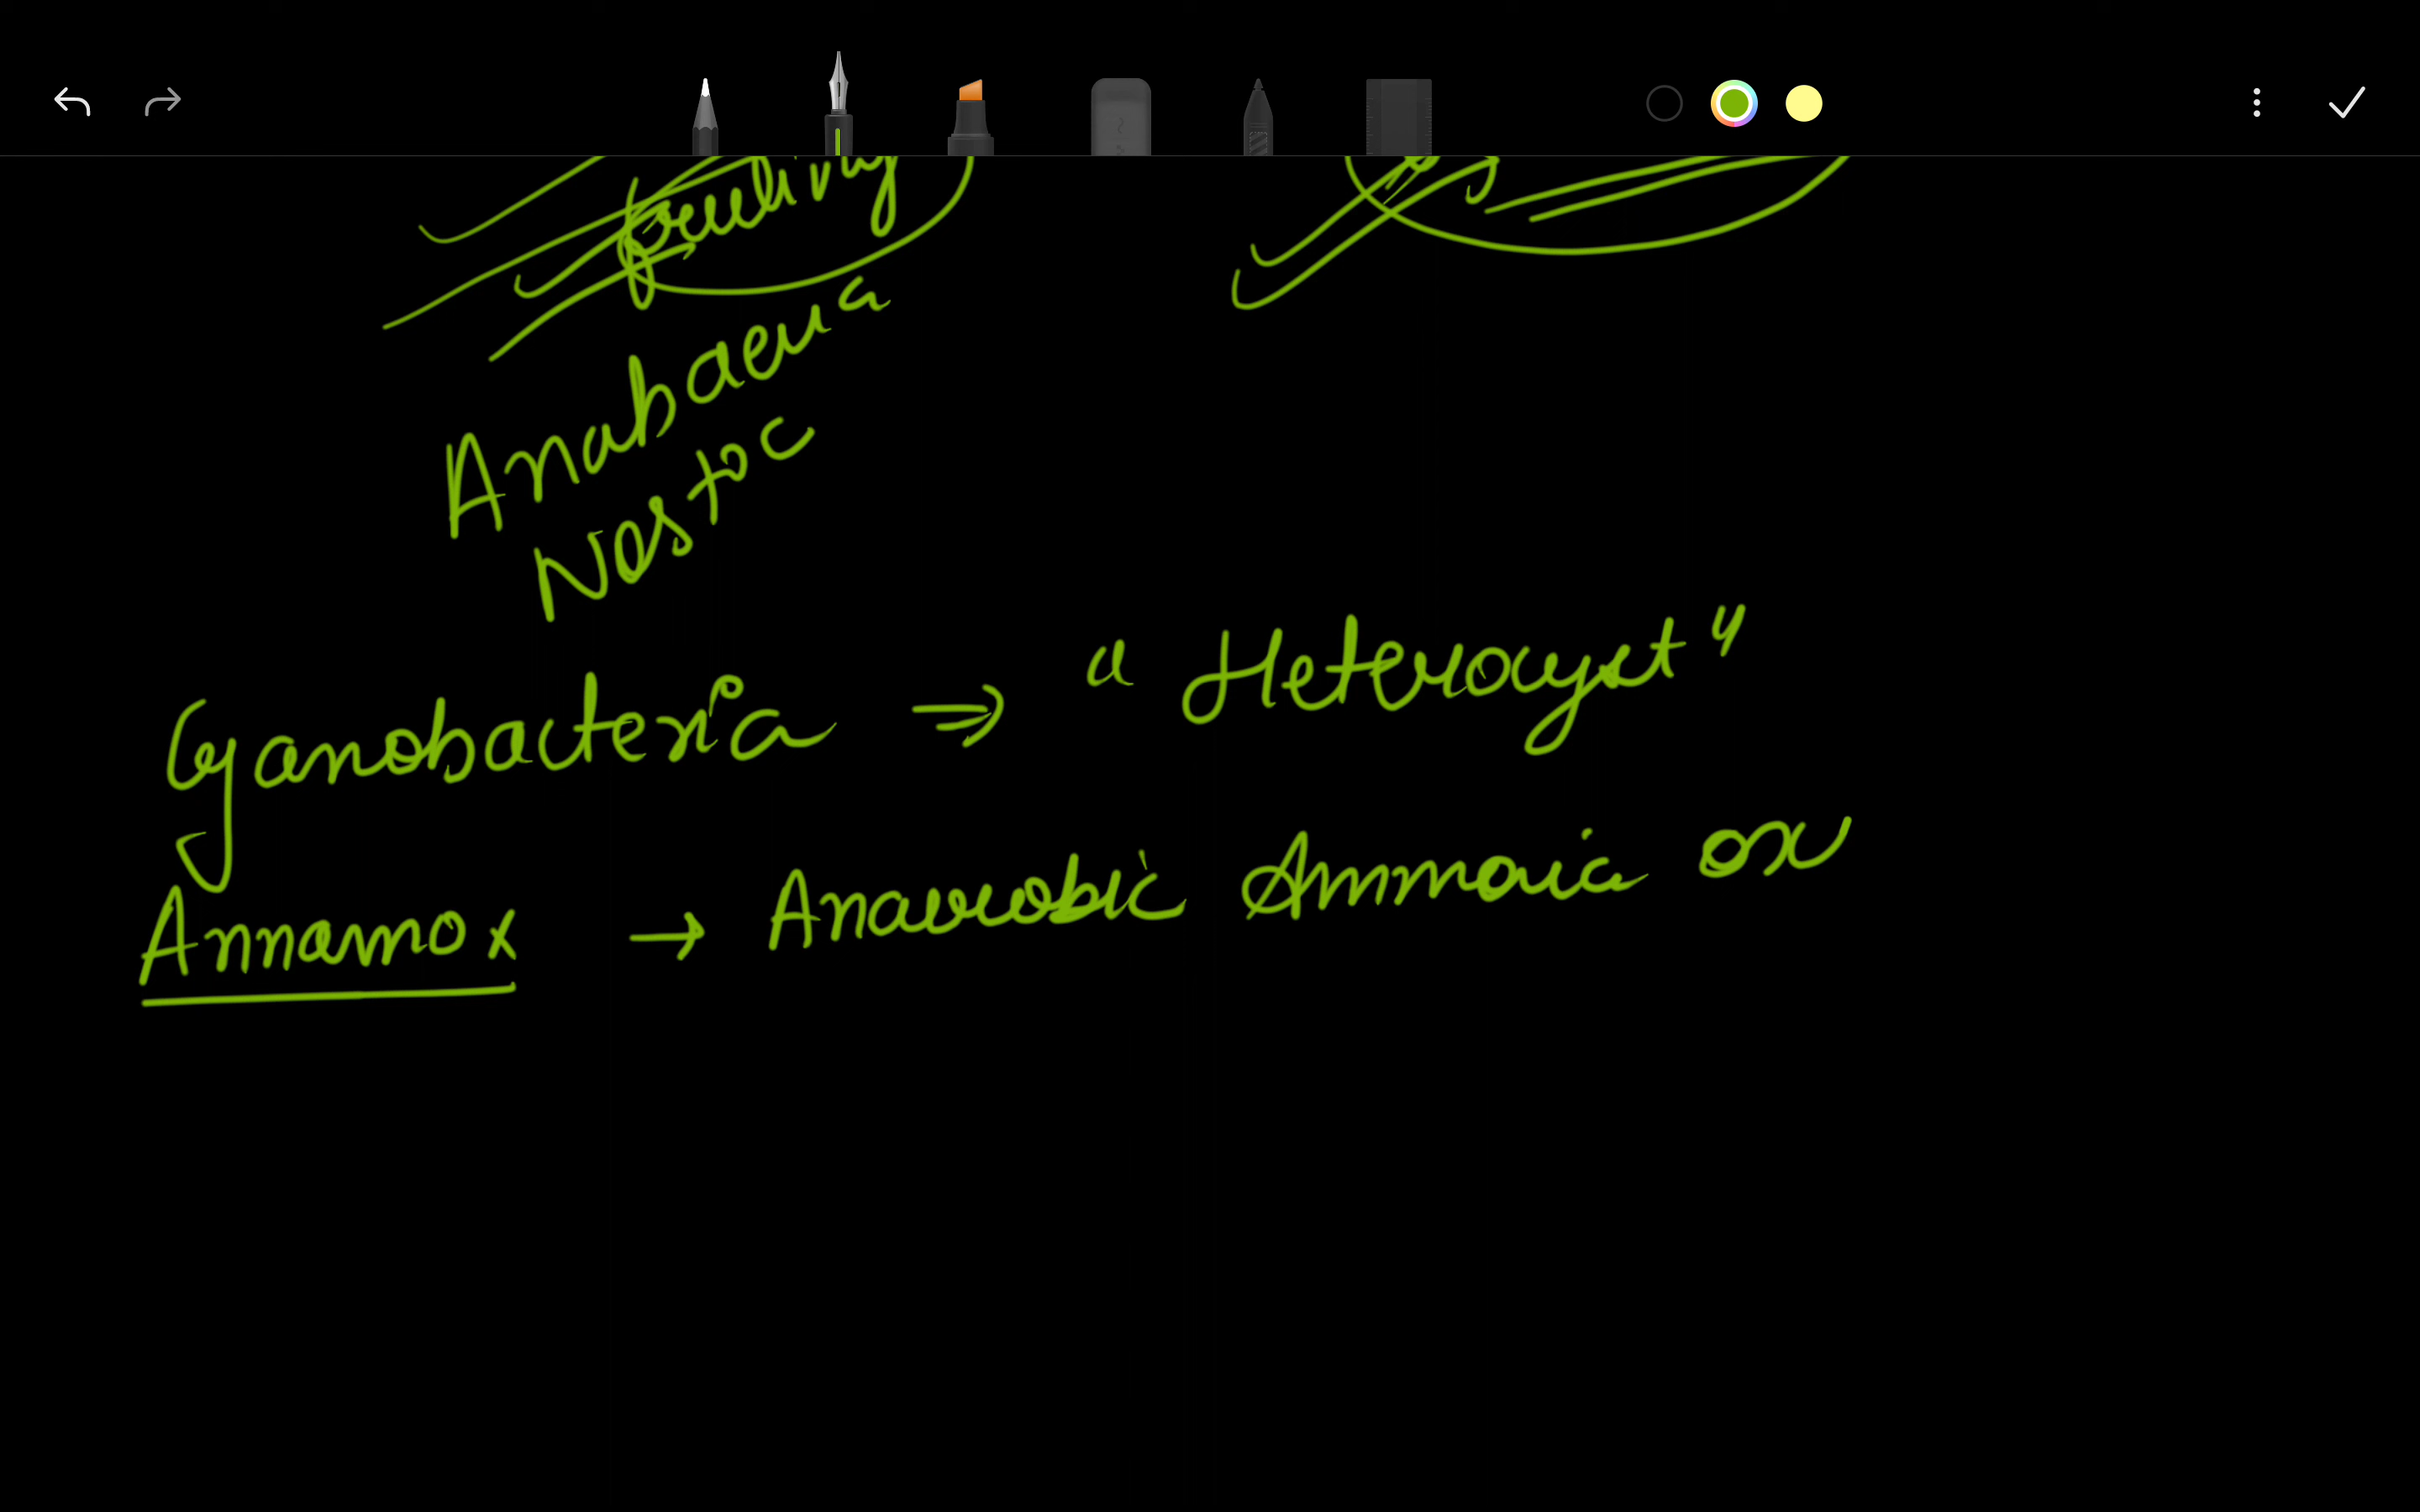 Anabaena
Nostoc
Cyanobacteria ⇒ "Heterocyst"
Annamox → Anaerobic Ammonia ox